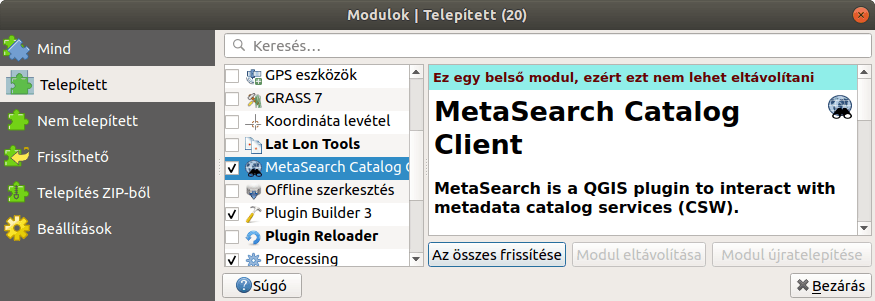 Modulok | Telepített (20)
Mind
Telepített
Nem telepített
Frissíthető
Telepítés ZIP-ből
Beállítások
Keresés…
GPS eszközök
GRASS 7
Koordináta levétel
Lat Lon Tools
MetaSearch Catalog C
Offline szerkesztés
Plugin Builder 3
Plugin Reloader
Processing
Ez egy belső modul, ezért ezt nem lehet eltávolítani
MetaSearch Catalog
Client
MetaSearch is a QGIS plugin to interact with
metadata catalog services (CSW).
Az összes frissítése
Modul eltávolítása
Modul újratelepítése
Súgó
Bezárás